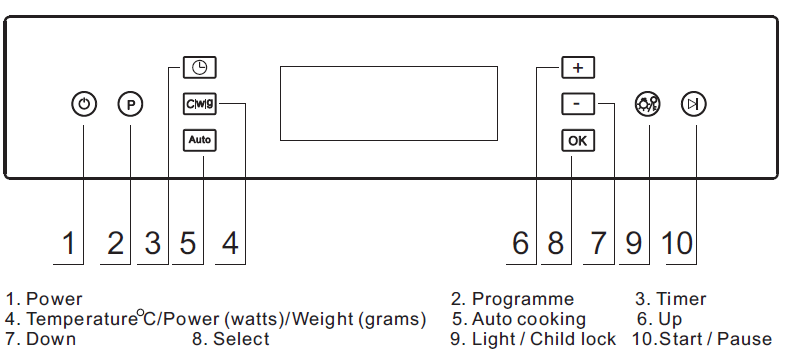 P
C|w|g
Auto
+
-
OK
1 2 3 5 4 6 8 7 9 10
1. Power 2. Programme 3. Timer
4. Temperature°C/Power (watts)/Weight (grams) 5. Auto cooking 6. Up
7. Down 8. Select 9. Light / Child lock 10.Start / Pause